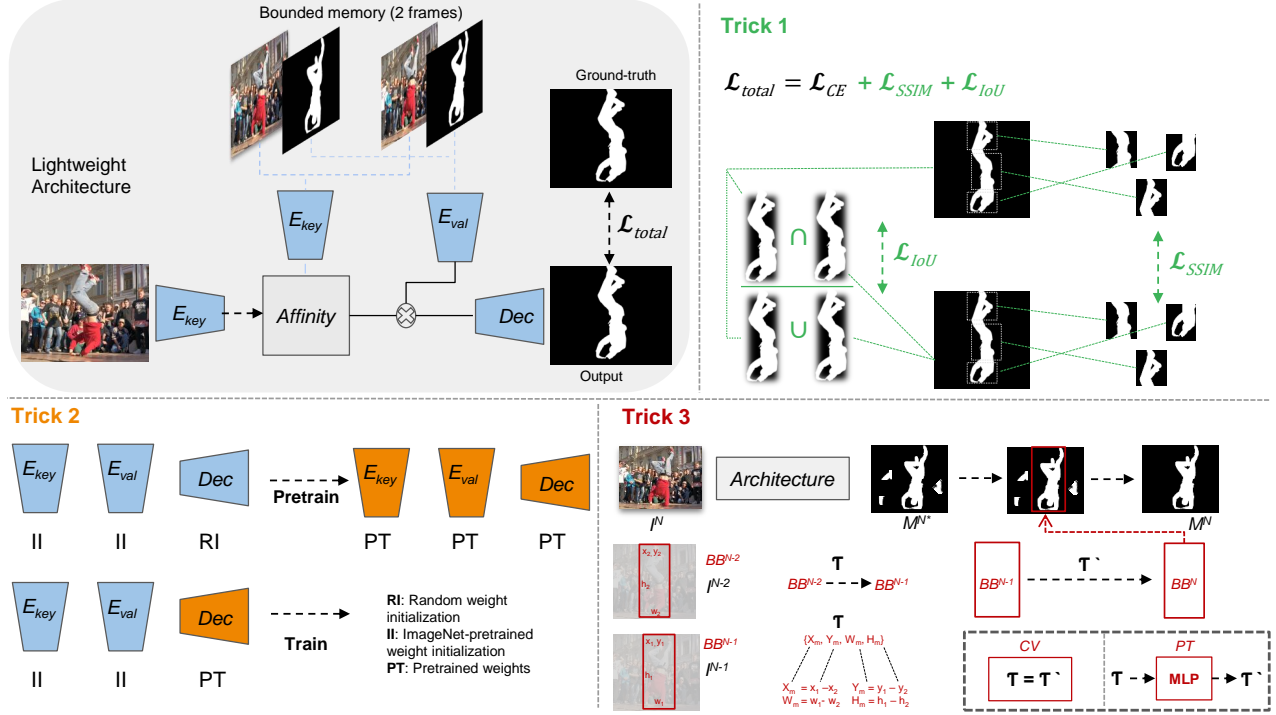 Bounded memory (2 frames)
Lightweight
Architecture
Ground-truth
E_key
E_val
𝓛_total
E_key
Affinity
Dec
Output
Trick 1
𝓛_total = 𝓛_CE + 𝓛_SSIM + 𝓛_IoU
∩
∪
𝓛_IoU
𝓛_SSIM
Trick 2
E_key
E_val
Dec
Pretrain
E_key
E_val
Dec
II
II
RI
PT
PT
PT
E_key
E_val
Dec
Train
II
II
PT
RI: Random weight
initialization
II: ImageNet-pretrained
weight initialization
PT: Pretrained weights
Trick 3
Architecture
I^N
M^N*
M^N
x₂, y₂
h₂
w₂
BB^N-2
I^N-2
x₁, y₁
h₁
w₁
BB^N-1
I^N-1
T
BB^N-2
BB^N-1
T
{X_m, Y_m, W_m, H_m}
X_m = x₁ –x₂
Y_m = y₁ – y₂
W_m = w₁- w₂
H_m = h₁ – h₂
BB^N-1
T`
BB^N
CV
T = T`
PT
T
MLP
T`